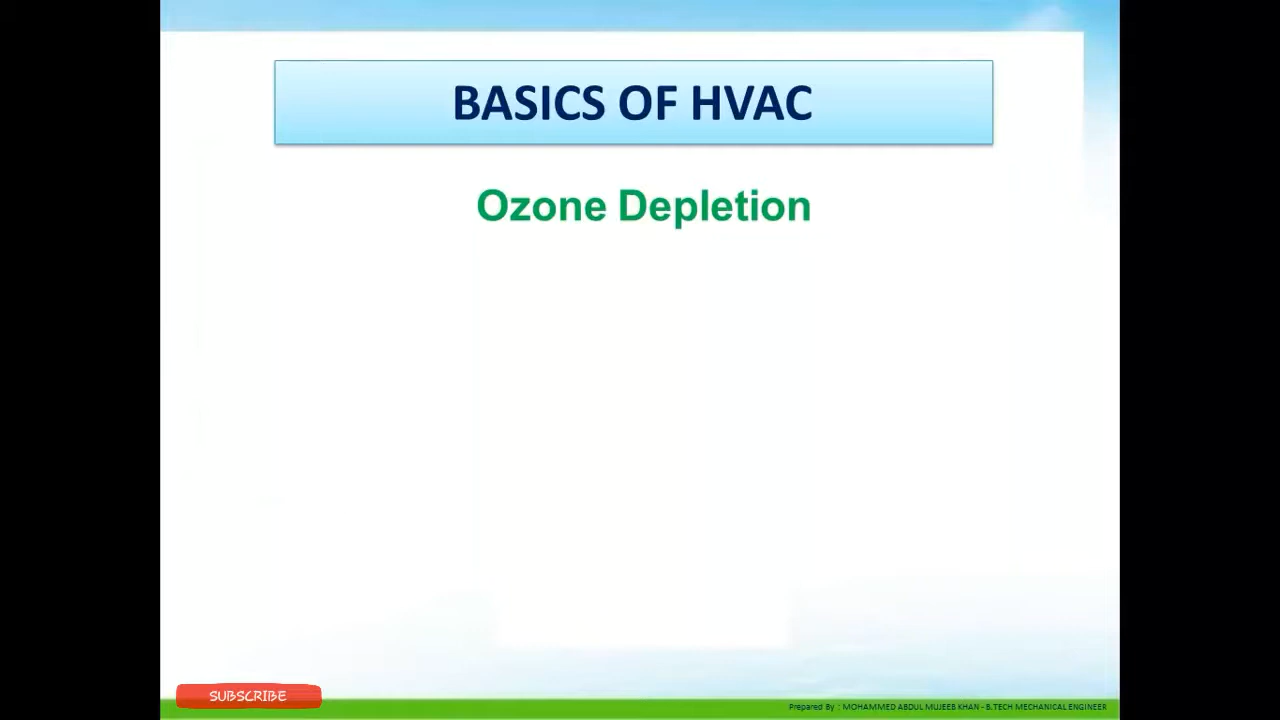 BASICS OF HVAC
Ozone Depletion
SUBSCRIBE
Prepared By : MOHAMMED ABDUL MUJEEB KHAN - B.TECH MECHANICAL ENGINEER